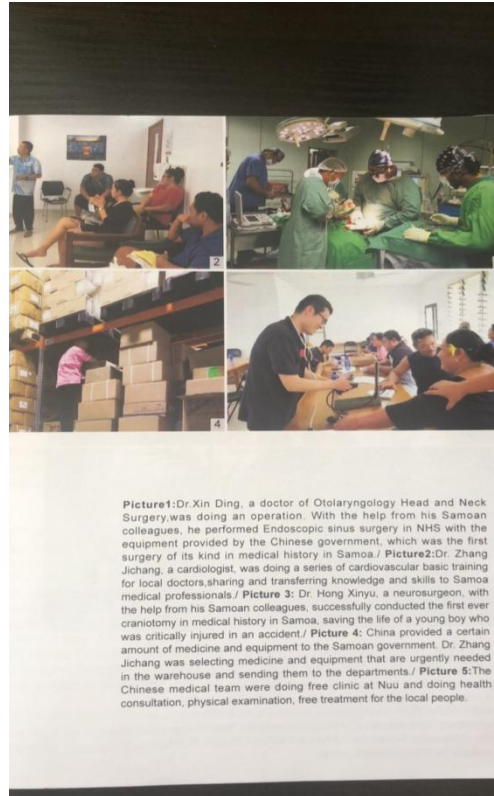 2
4
Picture1:Dr.Xin Ding, a doctor of Otolaryngology Head and Neck
Surgery,was doing an operation. With the help from his Samoan
colleagues, he performed Endoscopic sinus surgery in NHS with the
equipment provided by the Chinese government, which was the first
surgery of its kind in medical history in Samoa./ Picture2:Dr. Zhang
Jichang, a cardiologist, was doing a series of cardiovascular basic training
for local doctors,sharing and transferring knowledge and skills to Samoa
medical professionals./ Picture 3: Dr. Hong Xinyu, a neurosurgeon, with
the help from his Samoan colleagues, successfully conducted the first ever
craniotomy in medical history in Samoa, saving the life of a young boy who
was critically injured in an accident./ Picture 4: China provided a certain
amount of medicine and equipment to the Samoan government. Dr. Zhang
Jichang was selecting medicine and equipment that are urgently needed
in the warehouse and sending them to the departments./ Picture 5:The
Chinese medical team were doing free clinic at Nuu and doing health
consultation, physical examination, free treatment for the local people.